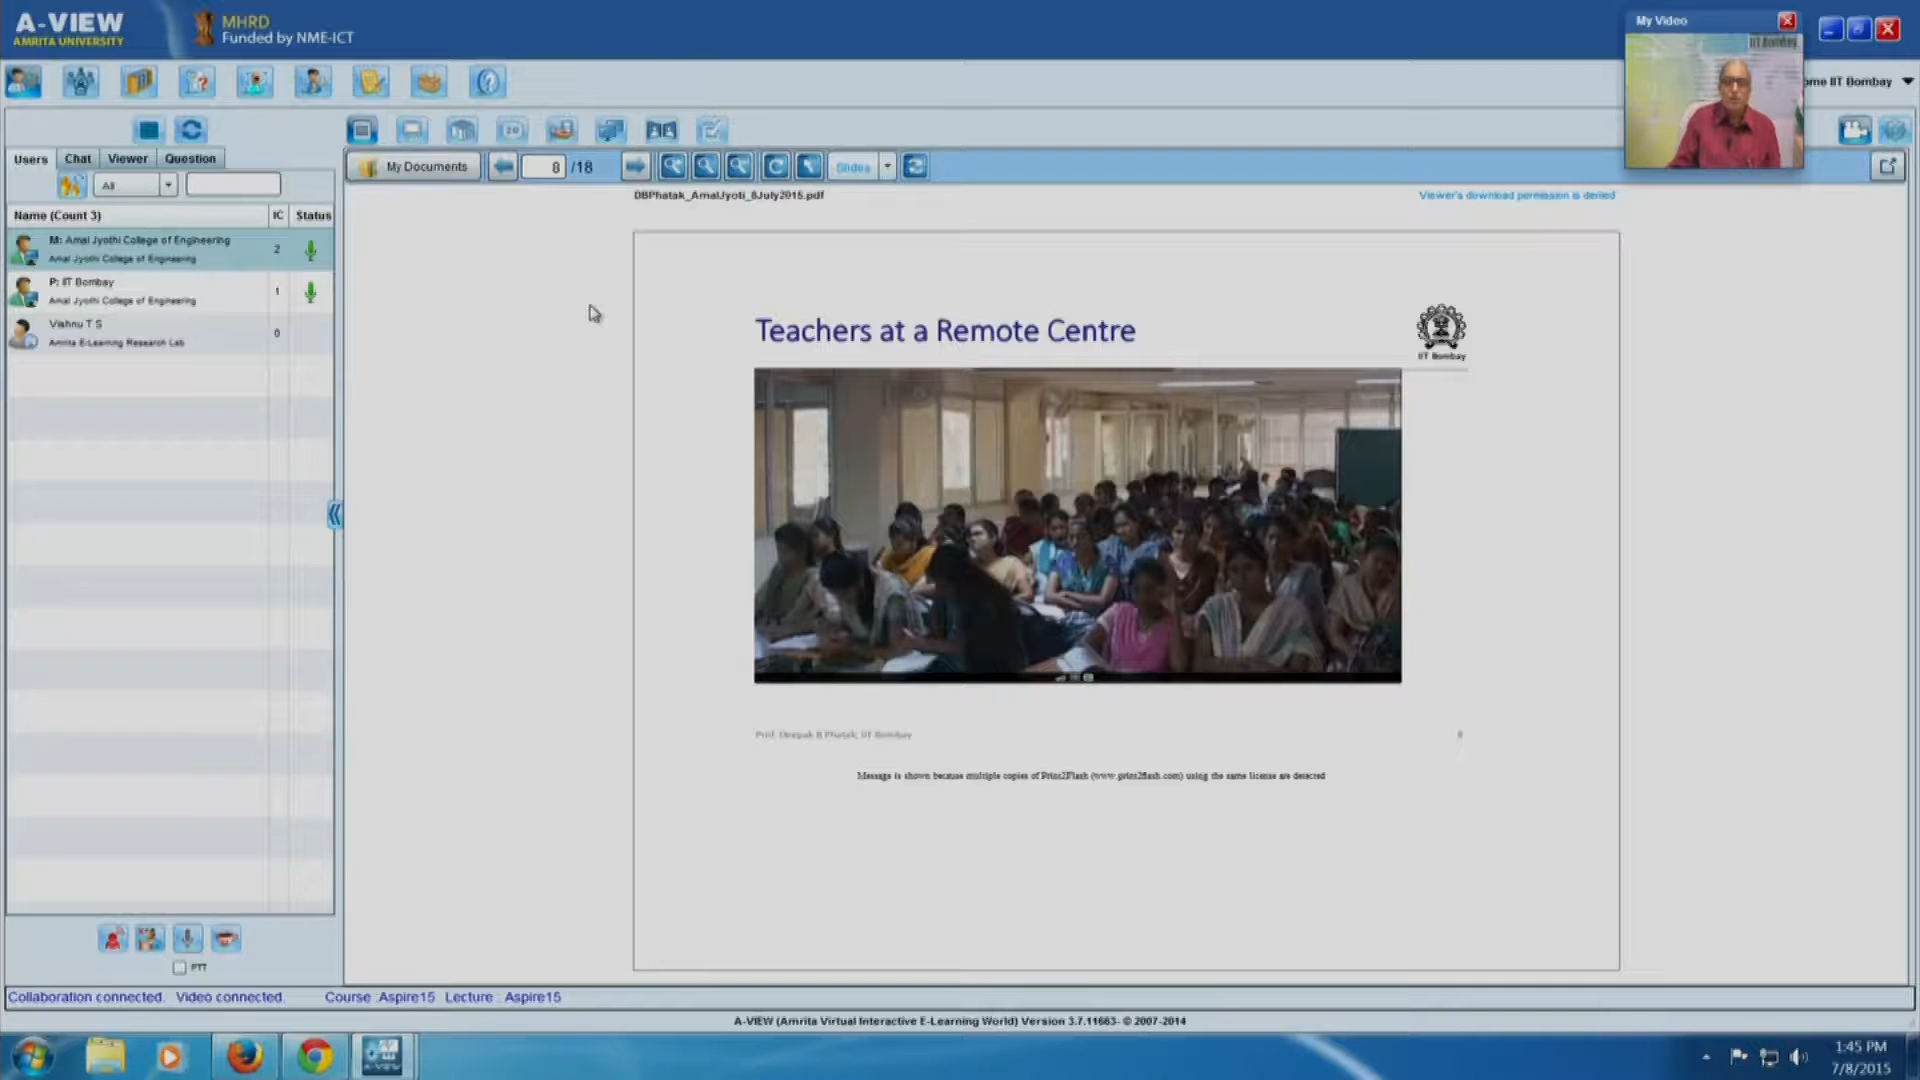 A-VIEW
AMRITA UNIVERSITY
MHRD
Funded by NME-ICT
My Video
IIT Bombay
ome IIT Bombay
Users Chat Viewer Question
My Documents 8 /18 Slides
All
DBPhatak_AmalJyoti_8July2015.pdf
Viewer's download permission is denied
Name (Count 3) IC Status
M: Amal Jyothi College of Engineering
Amal Jyothi College of Engineering
2
P: IIT Bombay
Amal Jyothi College of Engineering
1
Vishnu T S
Amrita E-Learning Research Lab
0
Teachers at a Remote Centre
IIT Bombay
Prof. Deepak B Phatak, IIT Bombay
8
Message is shown because multiple copies of Print2Flash (www.print2flash.com) using the same license are detected
PTT
Collaboration connected. Video connected. Course : Aspire15 Lecture : Aspire15
A-VIEW (Amrita Virtual Interactive E-Learning World) Version 3.7.11663- © 2007-2014
A-VIEW
1:45 PM
7/8/2015